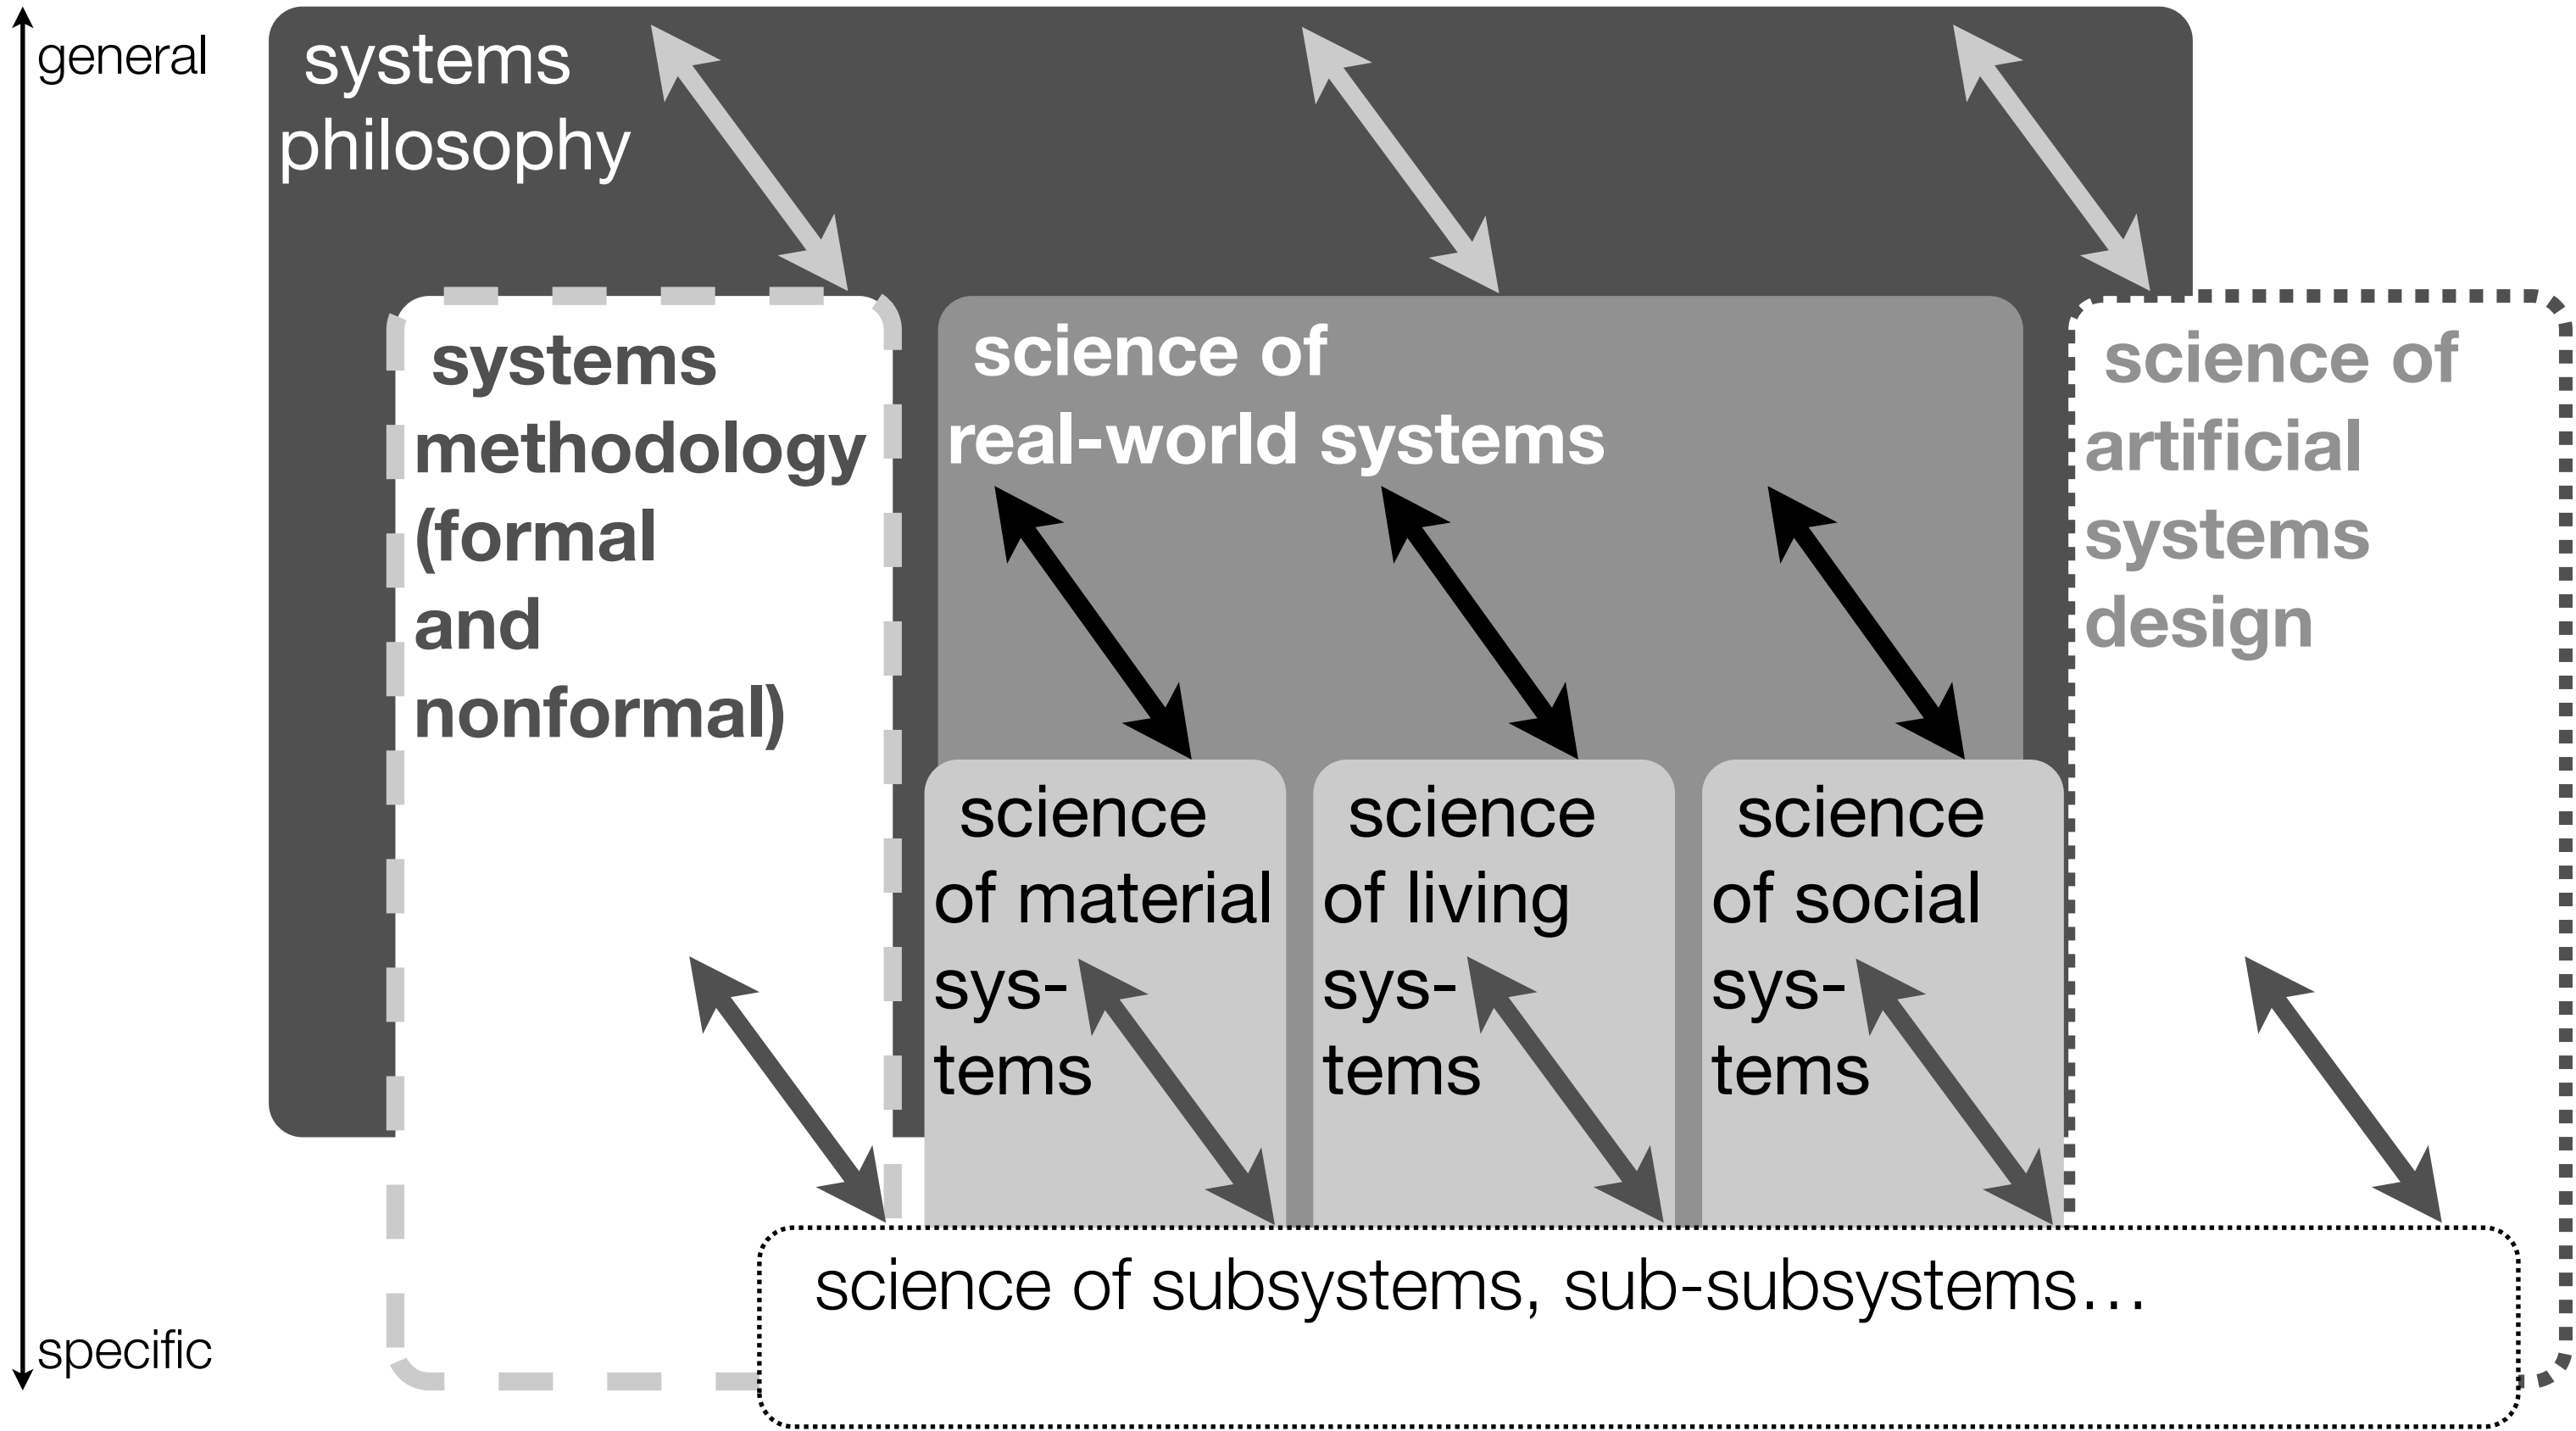 general
systems
philosophy
systems
methodology
(formal
and
nonformal)
science of
real-world systems
science of
artificial
systems
design
science
of material
sys-
tems
science
of living
sys-
tems
science
of social
sys-
tems
science of subsystems, sub-subsystems…
specific